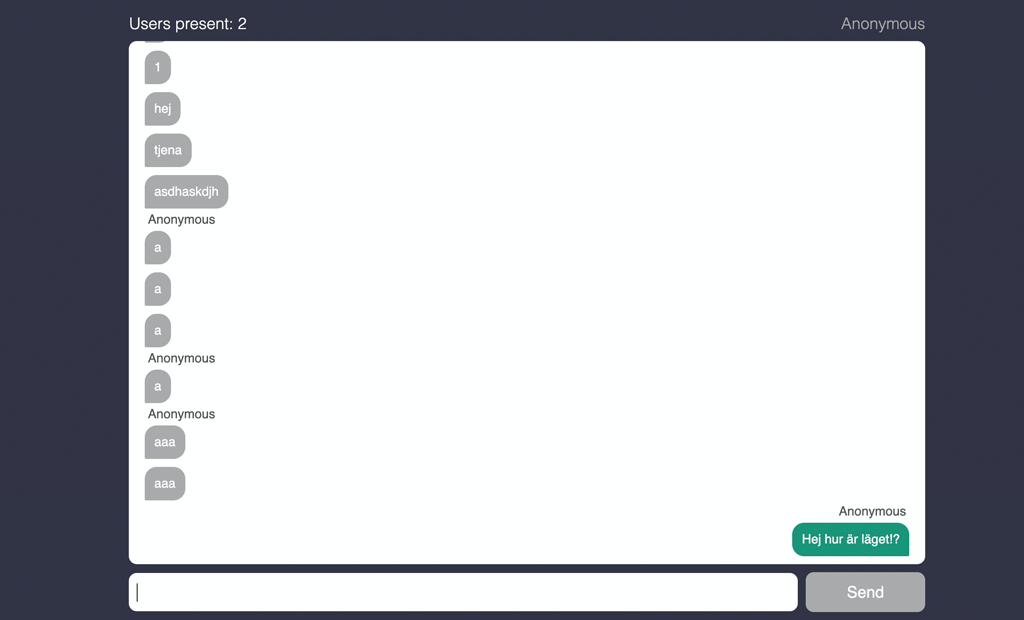 Users present: 2
Anonymous
1
hej
tjena
asdhaskdjh
Anonymous
a
a
a
Anonymous
a
Anonymous
aaa
aaa
Anonymous
Hej hur är läget!?
Send